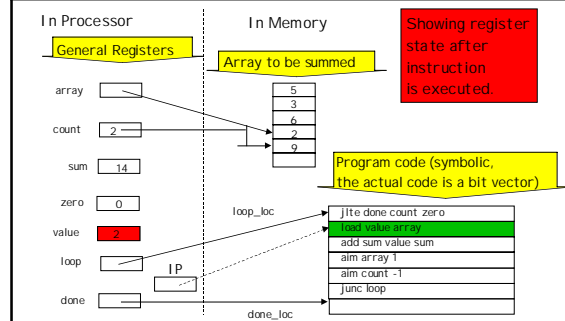 In Processor
In Memory
Showing register
state after
instruction
is executed.
General Registers
Array to be summed
array
5
3
6
2
9
count
2
sum
14
Program code (symbolic,
the actual code is a bit vector)
zero
0
value
2
loop
IP
done
loop_loc
done_loc
jlte done count zero
load value array
add sum value sum
aim array 1
aim count -1
junc loop